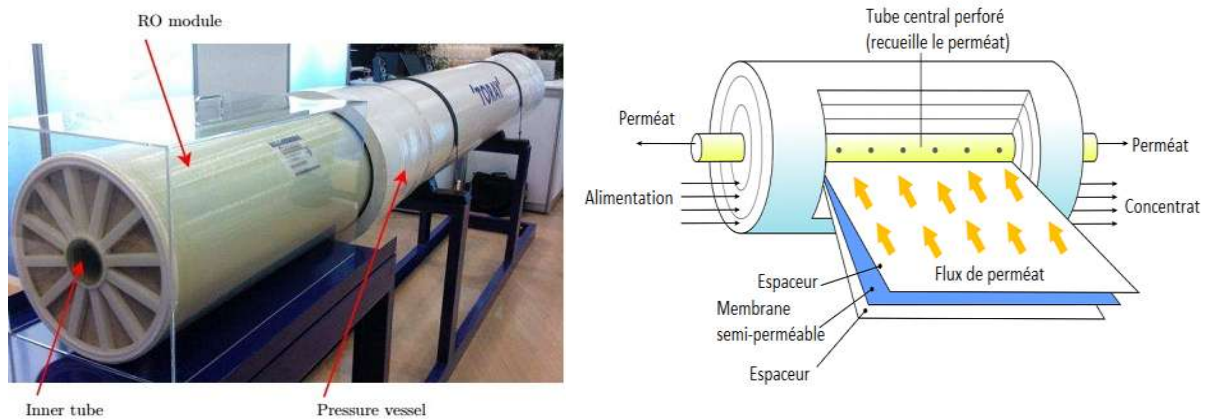 RO module
"TORAY"
Inner tube
Pressure vessel
Tube central perforé
(recueille le perméat)
Perméat
Perméat
Alimentation
Concentrat
Espaceur
Flux de perméat
Membrane
semi-perméable
Espaceur